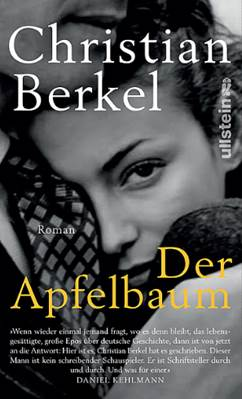 Christian
Berkel
ullstein
Roman
Der
Apfelbaum
»Wenn wieder einmal jemand fragt, wo es denn bleibt, das lebens-
gesättigte, große Epos über deutsche Geschichte, dann ist von jetzt
an die Antwort: Hier ist es, Christian Berkel hat es geschrieben. Dieser
Mann ist kein schreibender Schauspieler. Er ist Schriftsteller durch
und durch. Und was für einer«
DANIEL KEHLMANN